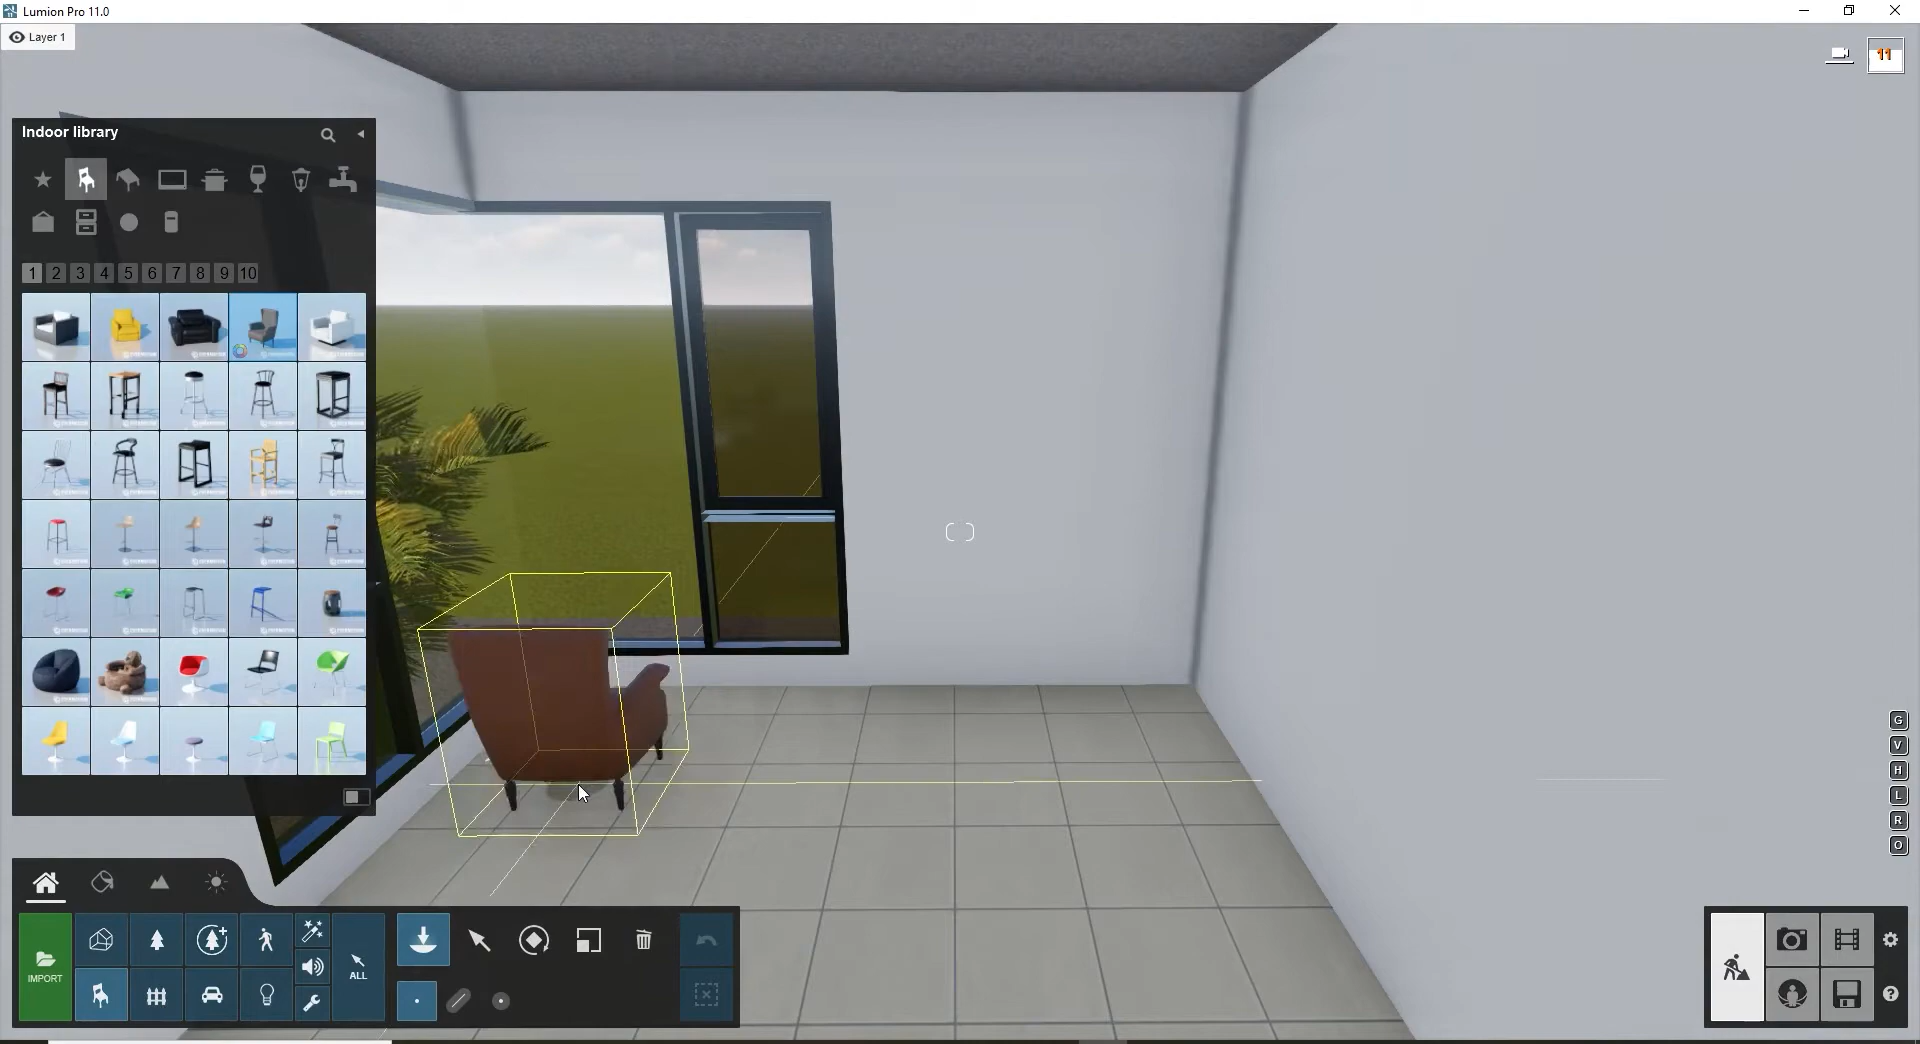 Lumion Pro 11.0
Layer 1
11
Indoor library
1 2 3 4 5 6 7 8 9 10
G
V
H
L
R
O
IMPORT
ALL